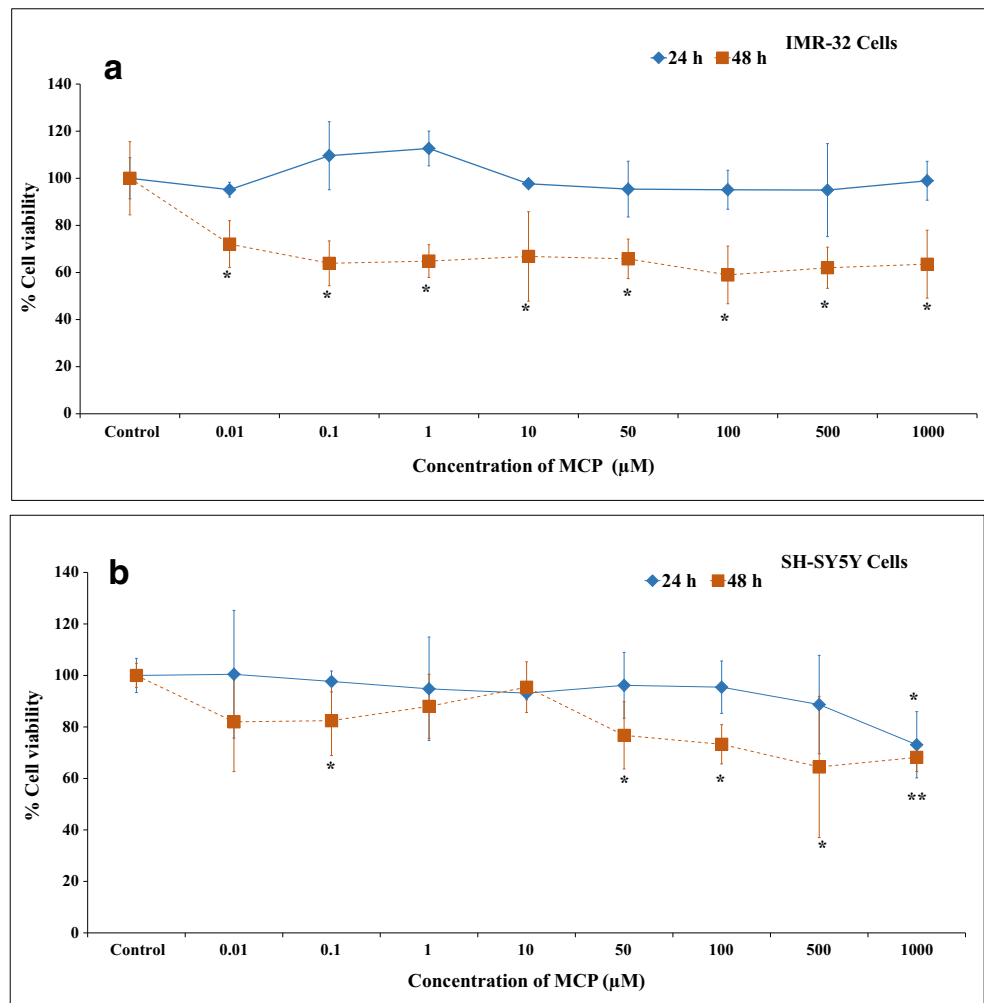 a
IMR-32 Cells
24 h 48 h
140
120
100
80
60
40
20
0
% Cell viability
* * * * * * * *
Control 0.01 0.1 1 10 50 100 500 1000
Concentration of MCP (µM)
b
SH-SY5Y Cells
24 h 48 h
140
120
100
80
60
40
20
0
% Cell viability
*
* * * * **
Control 0.01 0.1 1 10 50 100 500 1000
Concentration of MCP (µM)